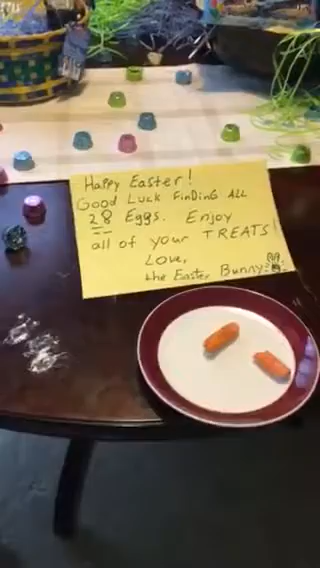 Happy Easter!
Good Luck FinDinG All
28 Eggs. Enjoy
all of your TREATS!
Love,
the Easter Bunny